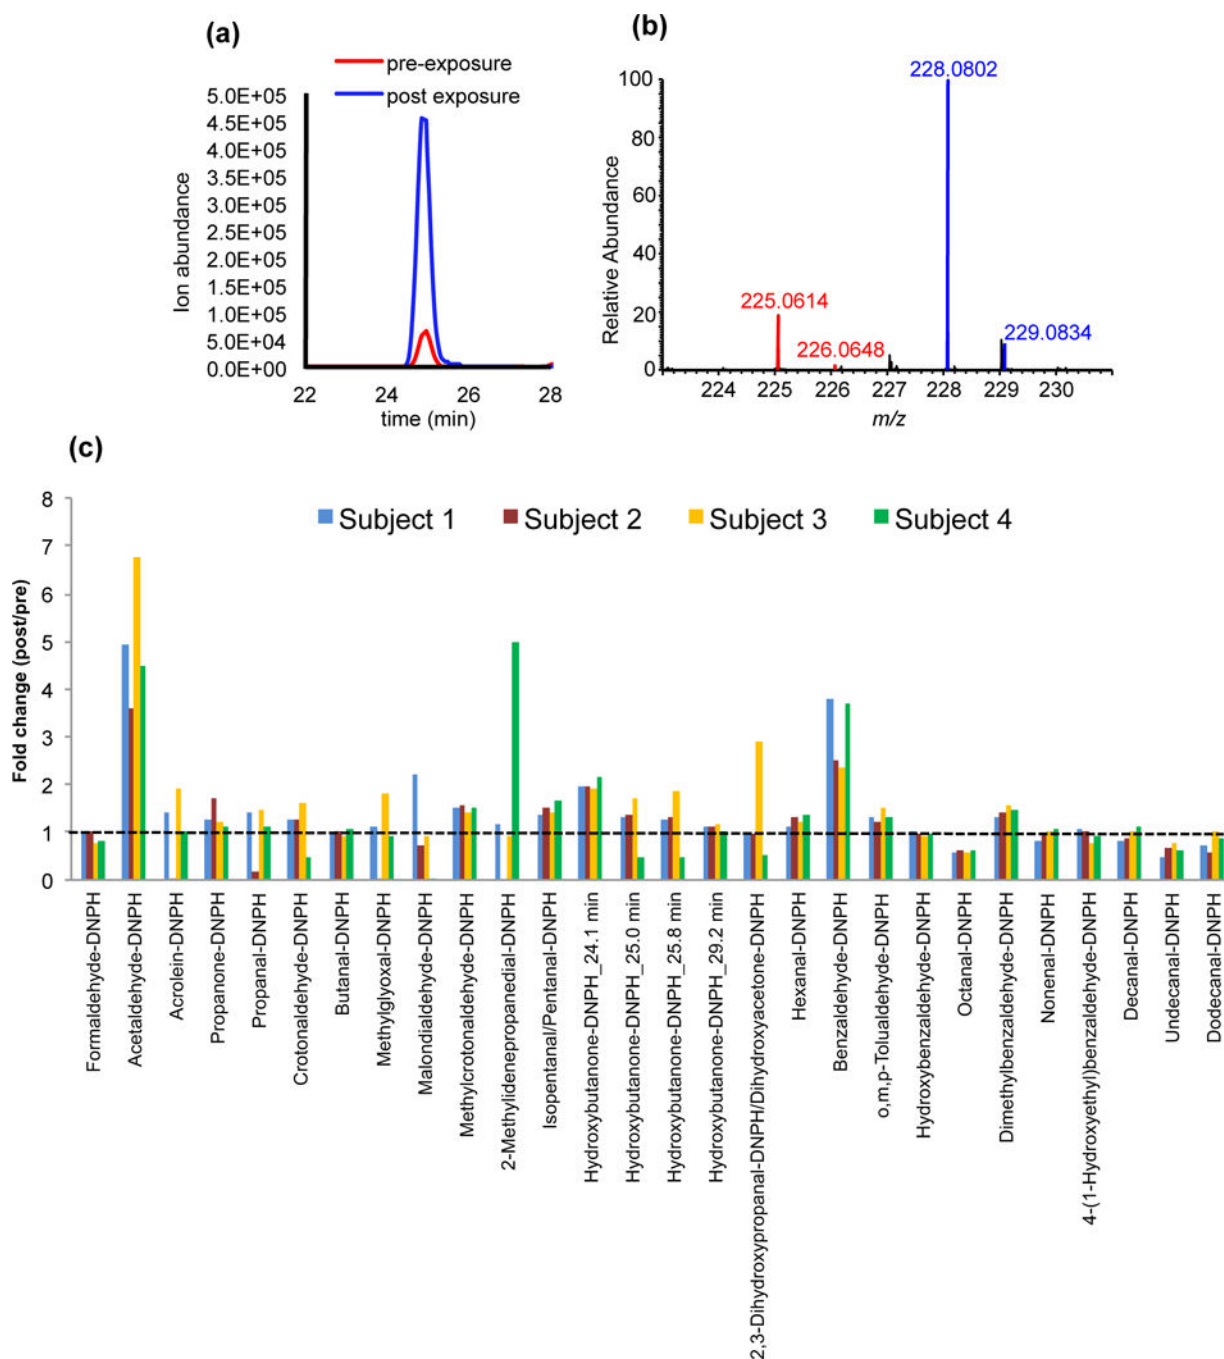 (a)
pre-exposure
post exposure
5.0E+05
4.5E+05
4.0E+05
3.5E+05
3.0E+05
2.5E+05
2.0E+05
1.5E+05
1.0E+05
5.0E+04
0.0E+00
Ion abundance
22 24 26 28
time (min)
(b)
228.0802
225.0614
226.0648
229.0834
100
80
60
40
20
0
Relative Abundance
224 225 226 227 228 229 230
m/z
(c)
Subject 1 Subject 2 Subject 3 Subject 4
8
7
6
5
4
3
2
1
0
Fold change (post/pre)
Formaldehyde-DNPH
Acetaldehyde-DNPH
Acrolein-DNPH
Propanone-DNPH
Propanal-DNPH
Crotonaldehyde-DNPH
Butanal-DNPH
Methylglyoxal-DNPH
Malondialdehyde-DNPH
Methylcrotonaldehyde-DNPH
2-Methylidenepropanedial-DNPH
Isopentanal/Pentanal-DNPH
Hydroxybutanone-DNPH_24.1 min
Hydroxybutanone-DNPH_25.0 min
Hydroxybutanone-DNPH_25.8 min
Hydroxybutanone-DNPH_29.2 min
2,3-Dihydroxypropanal-DNPH/Dihydroxyacetone-DNPH
Hexanal-DNPH
Benzaldehyde-DNPH
o,m,p-Tolualdehyde-DNPH
Hydroxybenzaldehyde-DNPH
Octanal-DNPH
Dimethylbenzaldehyde-DNPH
Nonenal-DNPH
4-(1-Hydroxyethyl)benzaldehyde-DNPH
Decanal-DNPH
Undecanal-DNPH
Dodecanal-DNPH